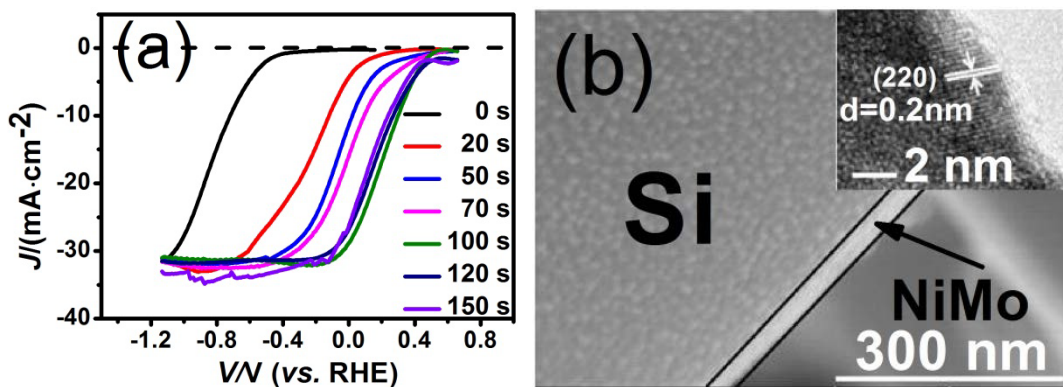 (a)
0
-10
-20
-30
-40
J/(mA·cm⁻²)
0 s
20 s
50 s
70 s
100 s
120 s
150 s
-1.2 -0.8 -0.4 0.0 0.4 0.8
V/V (vs. RHE)
(b)
Si
(220)
d=0.2nm
2 nm
NiMo
300 nm